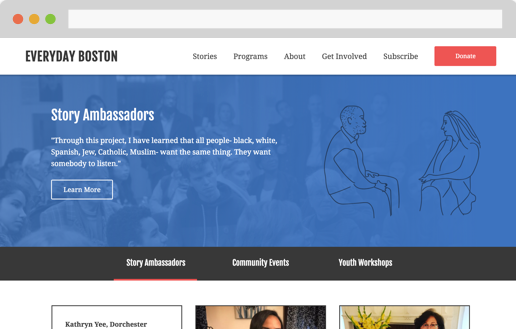 EVERYDAY BOSTON
Stories Programs About Get Involved Subscribe Donate
Story Ambassadors
"Through this project, I have learned that all people- black, white,
Spanish, Jew, Catholic, Muslim- want the same thing. They want
somebody to listen."
Learn More
Story Ambassadors Community Events Youth Workshops
Kathryn Yee, Dorchester